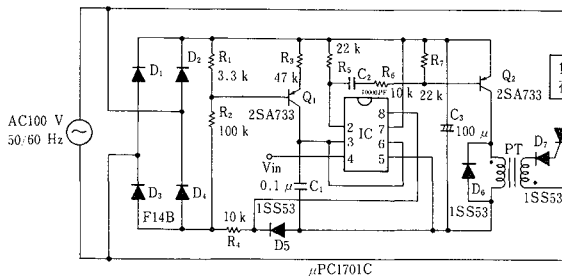 22 k
D₁
D₂
R₁
3.3 k
R₃
47 k
R₅
C₂
R₆
10 k
R₇
22 k
Q₁
2SA733
Q₂
2SA733
R₂
100 k
AC100 V
50/60 Hz
IC
8
2
7
3
6
4
5
C₃
100 μ
Vin
PT
D₇
D₃
D₄
0.1 μ
C₁
D₆
F14B
1SS53
1SS53
1SS53
10 k
R₄
D5
μPC1701C